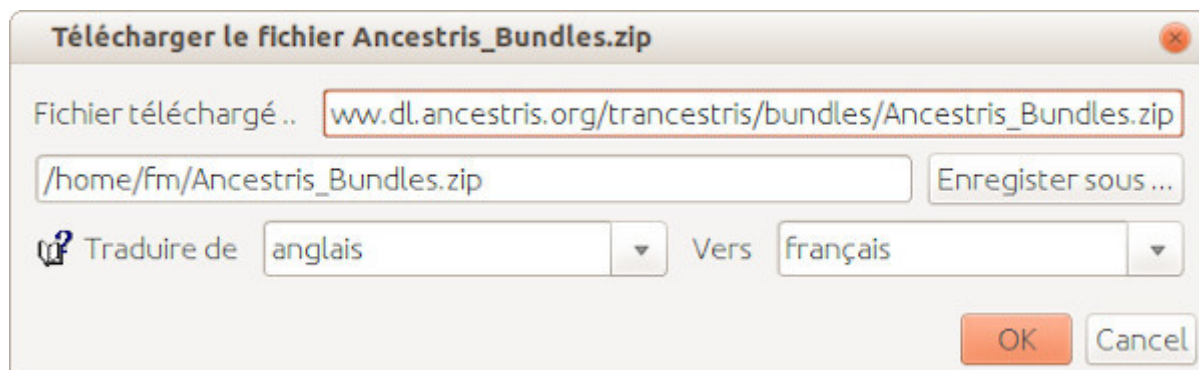 Télécharger le fichier Ancestris_Bundles.zip
Fichier téléchargé .. ww.dl.ancestris.org/trancestris/bundles/Ancestris_Bundles.zip
/home/fm/Ancestris_Bundles.zip Enregister sous ...
Traduire de anglais Vers français
OK Cancel